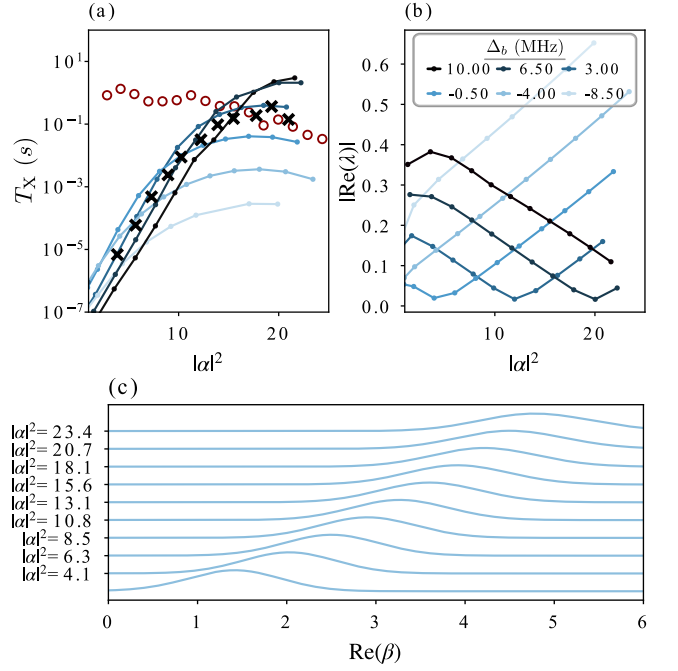 (a)
(b)
10¹
10⁻¹
10⁻³
10⁻⁵
10⁻⁷
T_X (s)
10
20
|α|²
0.6
0.5
0.4
0.3
0.2
0.1
0.0
|Re(λ)|
Δ_b (MHz)
10.00 6.50 3.00
-0.50 -4.00 -8.50
0
10
20
|α|²
(c)
|α|²= 23.4
|α|²= 20.7
|α|²= 18.1
|α|²= 15.6
|α|²= 13.1
|α|²= 10.8
|α|²= 8.5
|α|²= 6.3
|α|²= 4.1
0 1 2 3 4 5 6
Re(β)